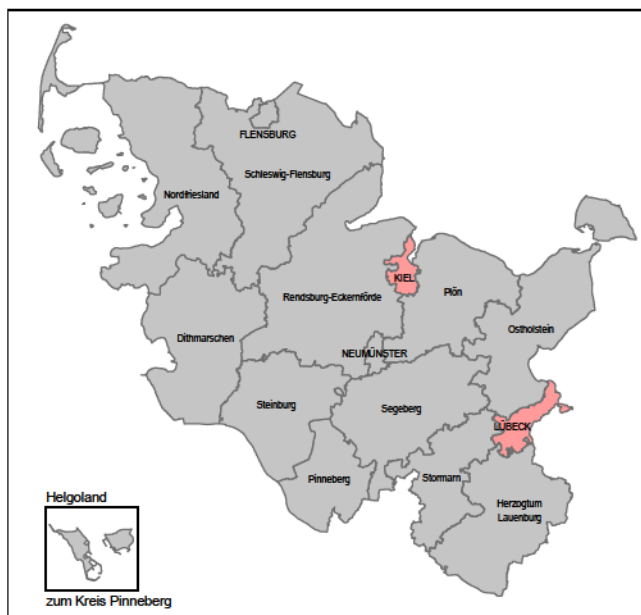 FLENSBURG
Schleswig-Flensburg
Nordfriesland
KIEL
Rendsburg-Eckernförde
Plön
Ostholstein
Dithmarschen
NEUMÜNSTER
Steinburg
Segeberg
LÜBECK
Pinneberg
Stormarn
Herzogtum
Lauenburg
Helgoland
zum Kreis Pinneberg